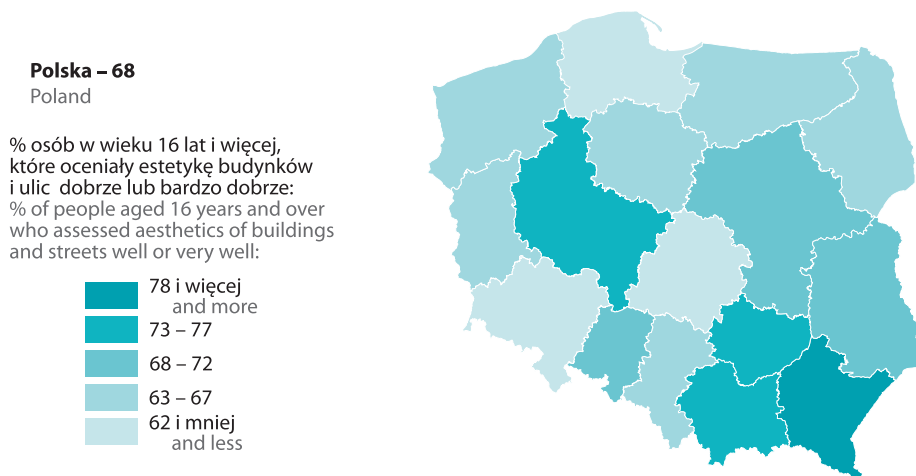 Polska – 68
Poland
% osób w wieku 16 lat i więcej,
które oceniały estetykę budynków
i ulic dobrze lub bardzo dobrze:
% of people aged 16 years and over
who assessed aesthetics of buildings
and streets well or very well:
78 i więcej
and more
73 – 77
68 – 72
63 – 67
62 i mniej
and less